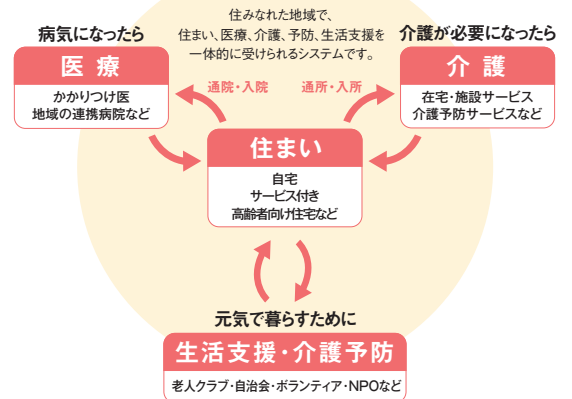 住みなれた地域で、
住まい、医療、介護、予防、生活支援を
一体的に受けられるシステムです。
病気になったら
医療
かかりつけ医
地域の連携病院など
介護が必要になったら
介護
在宅・施設サービス
介護予防サービスなど
通院・入院
通所・入所
住まい
自宅
サービス付き
高齢者向け住宅など
元気で暮らすために
生活支援・介護予防
老人クラブ・自治会・ボランティア・NPOなど